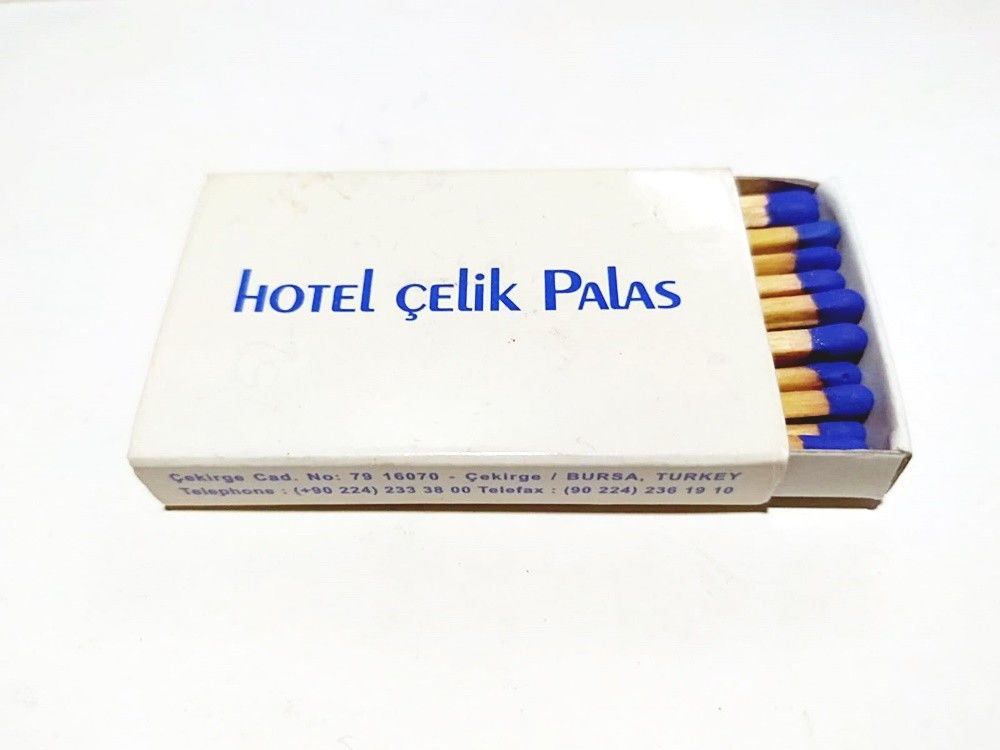 HOTEL ÇELİK PALAS
Çekirge Cad. No: 79 16070 - Çekirge / BURSA, TURKEY
Telephone : (+90 224) 233 38 00 Telefax : (90 224) 236 19 10